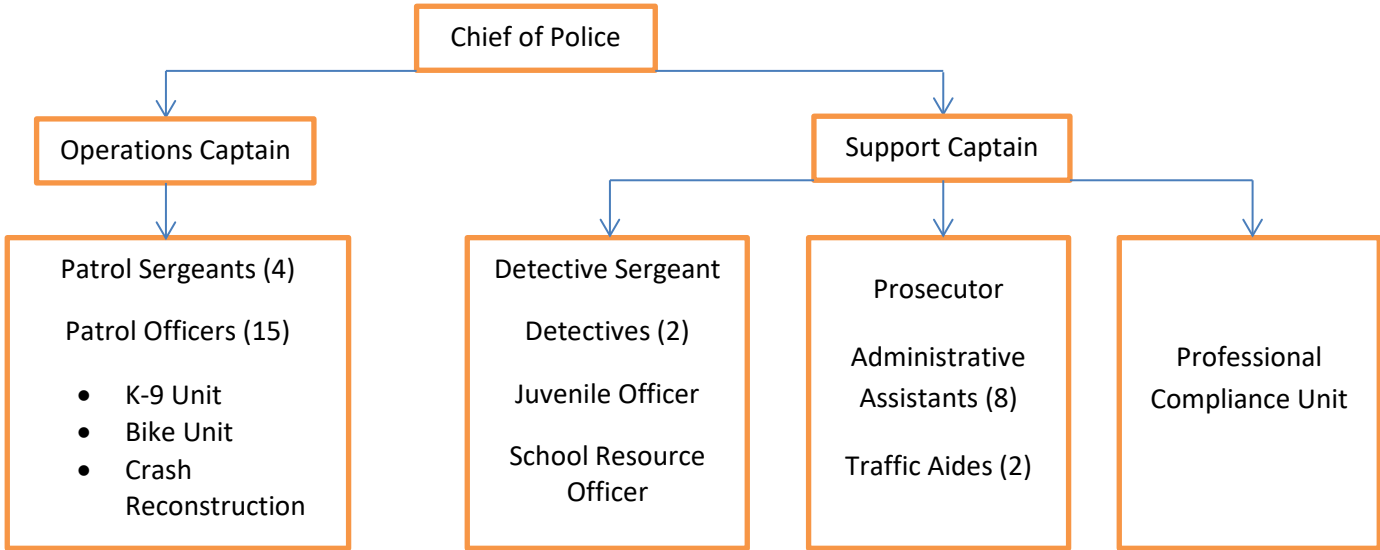 Chief of Police
Operations Captain
Support Captain
Patrol Sergeants (4)
Patrol Officers (15)
• K-9 Unit
• Bike Unit
• Crash
Reconstruction
Detective Sergeant
Detectives (2)
Juvenile Officer
School Resource
Officer
Prosecutor
Administrative
Assistants (8)
Traffic Aides (2)
Professional
Compliance Unit